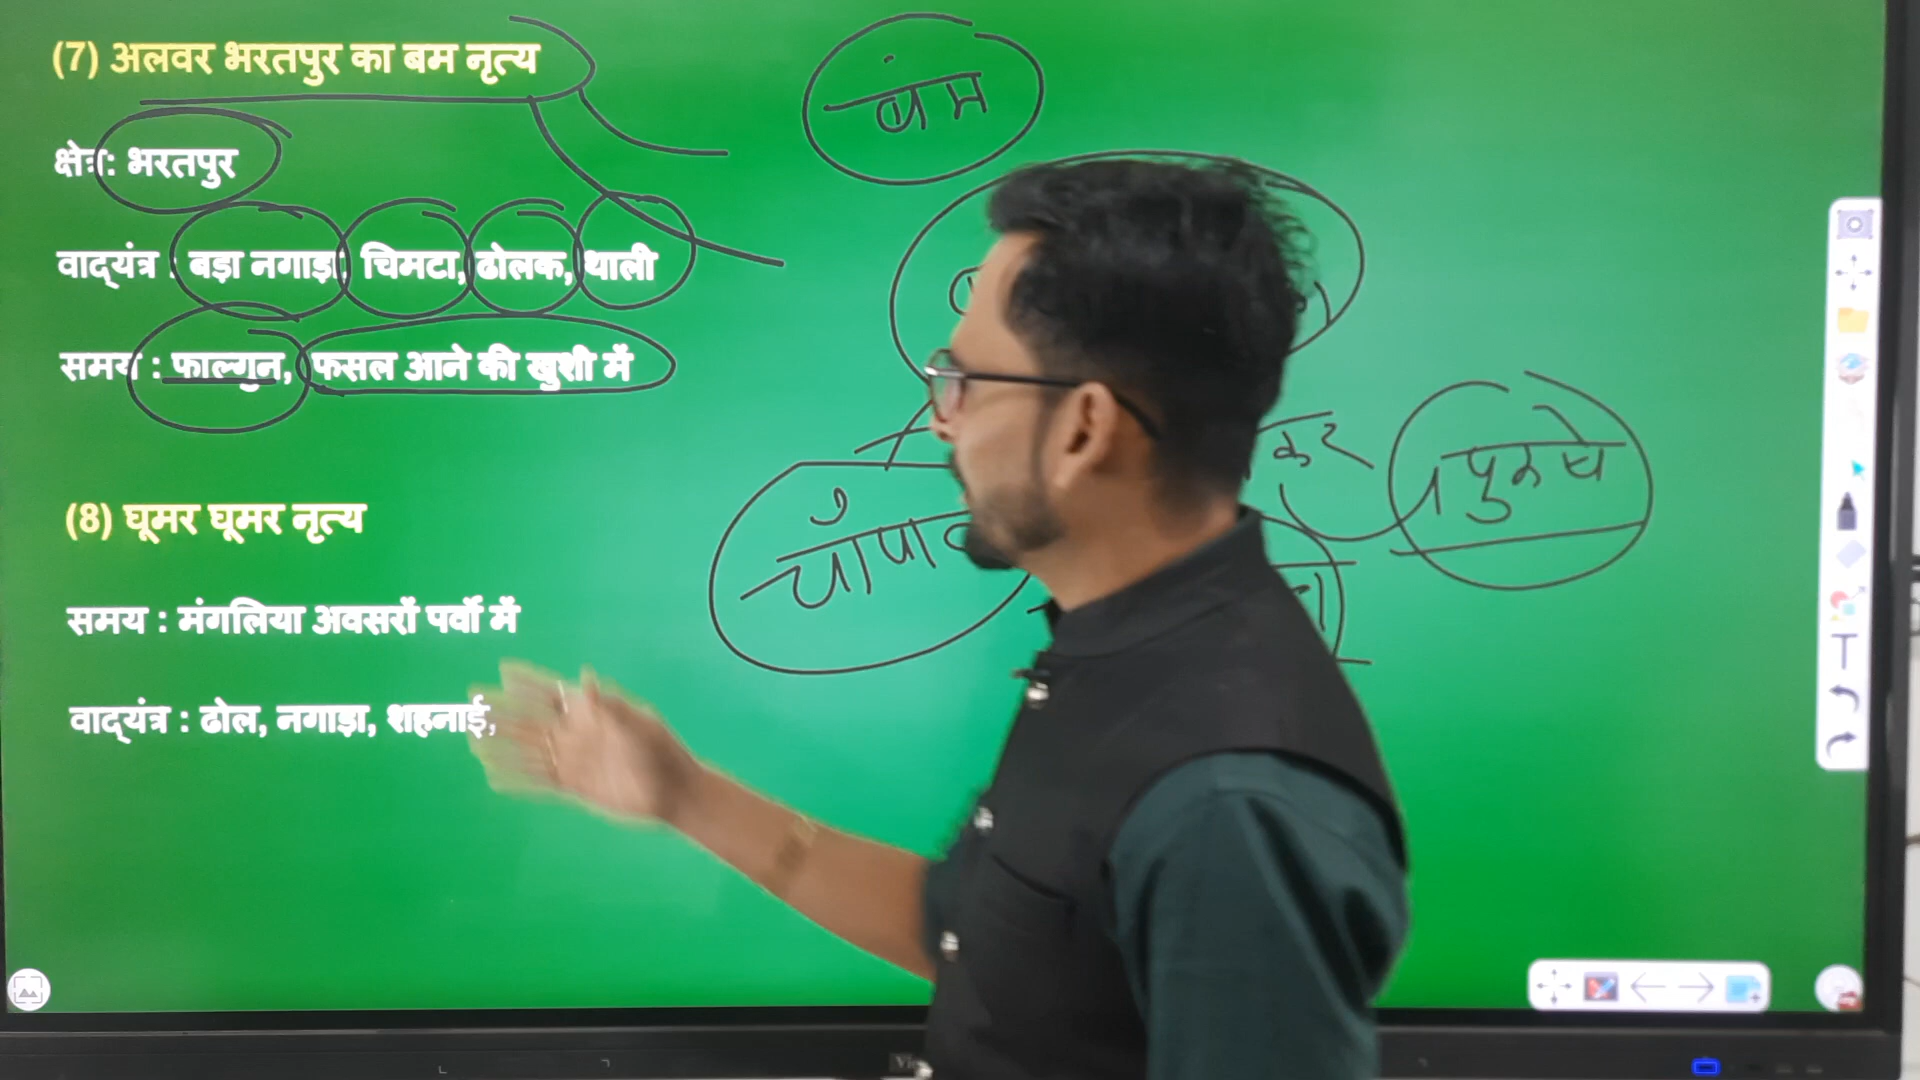 (7) अलवर भरतपुर का बम नृत्य
क्षेत्र: भरतपुर
वाद्यंत्र : बड़ा नगाड़ा, चिमटा, ढोलक, थाली
समय : फाल्गुन, फसल आने की खुशी में
(8) घूमर घूमर नृत्य
समय : मंगलिया अवसरों पर्वो में
वाद्यंत्र : ढोल, नगाड़ा, शहनाई,
बंम
कर